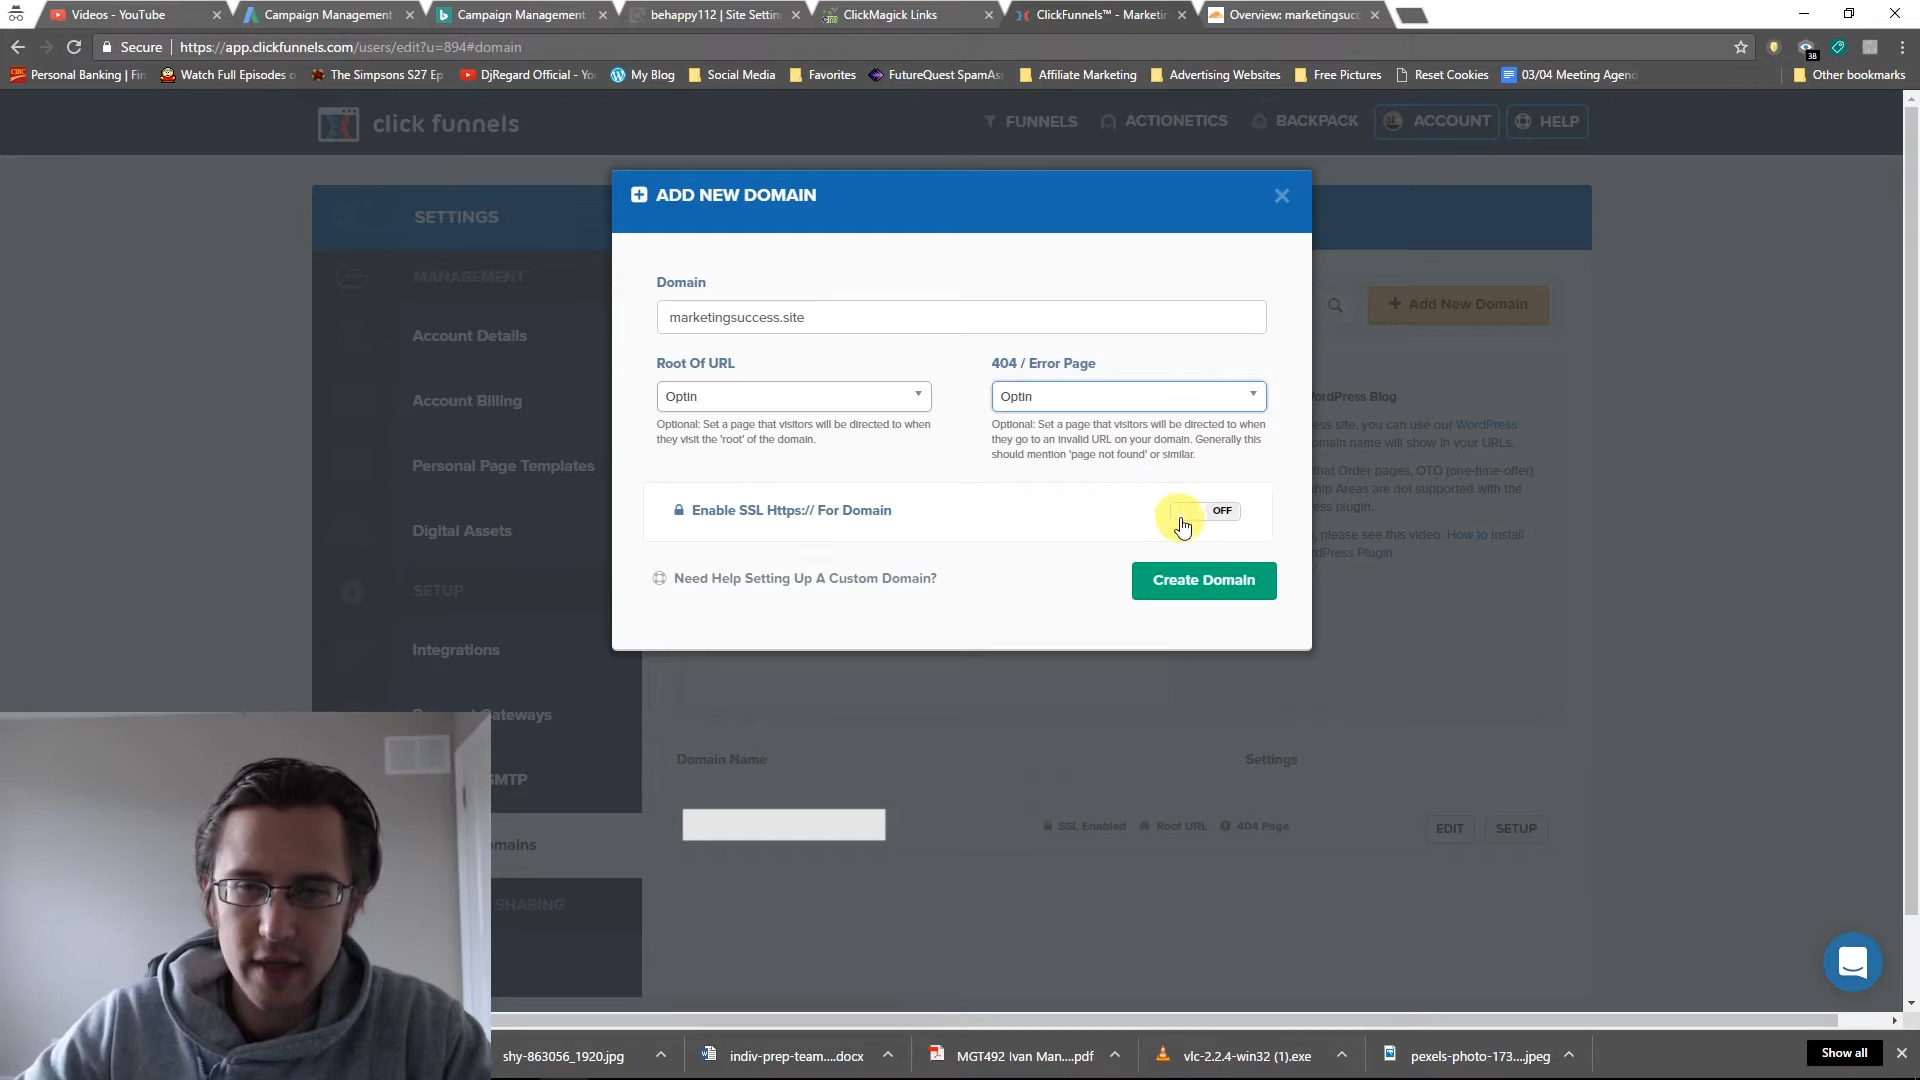 Videos - YouTube
Campaign Management
Campaign Management
behappy112 | Site Settin
ClickMagick Links
ClickFunnels™ - Marketin
Overview: marketingsucc
Secure
https://app.clickfunnels.com/users/edit?u=894#domain
38
Personal Banking | Fin
Watch Full Episodes o
The Simpsons S27 Ep
DjRegard Official - Yo
My Blog
Social Media
Favorites
FutureQuest SpamAss
Affiliate Marketing
Advertising Websites
Free Pictures
Reset Cookies
03/04 Meeting Agend
Other bookmarks
click funnels
FUNNELS
ACTIONETICS
BACKPACK
ACCOUNT
HELP
SETTINGS
MANAGEMENT
Account Details
Account Billing
Personal Page Templates
Digital Assets
SETUP
Integrations
Gateways
SMTP
mains
SHARING
ADD NEW DOMAIN
Domain
marketingsuccess.site
Root Of URL
OptIn
Optional: Set a page that visitors will be directed to when
they visit the 'root' of the domain.
404 / Error Page
OptIn
Optional: Set a page that visitors will be directed to when
they go to an invalid URL on your domain. Generally this
should mention 'page not found' or similar.
Enable SSL Https:// For Domain
OFF
Need Help Setting Up A Custom Domain?
Create Domain
Add New Domain
ordPress Blog
ess site, you can use our WordPress
omain name will show in your URLs.
that Order pages, OTO (one-time-offer)
ship Areas are not supported with the
ess plugin.
, please see this video: How to install
rdPress Plugin
Domain Name
Settings
SSL Enabled
Root URL
404 Page
EDIT
SETUP
shy-863056_1920.jpg
indiv-prep-team....docx
MGT492 Ivan Man....pdf
vlc-2.2.4-win32 (1).exe
pexels-photo-173....jpeg
Show all